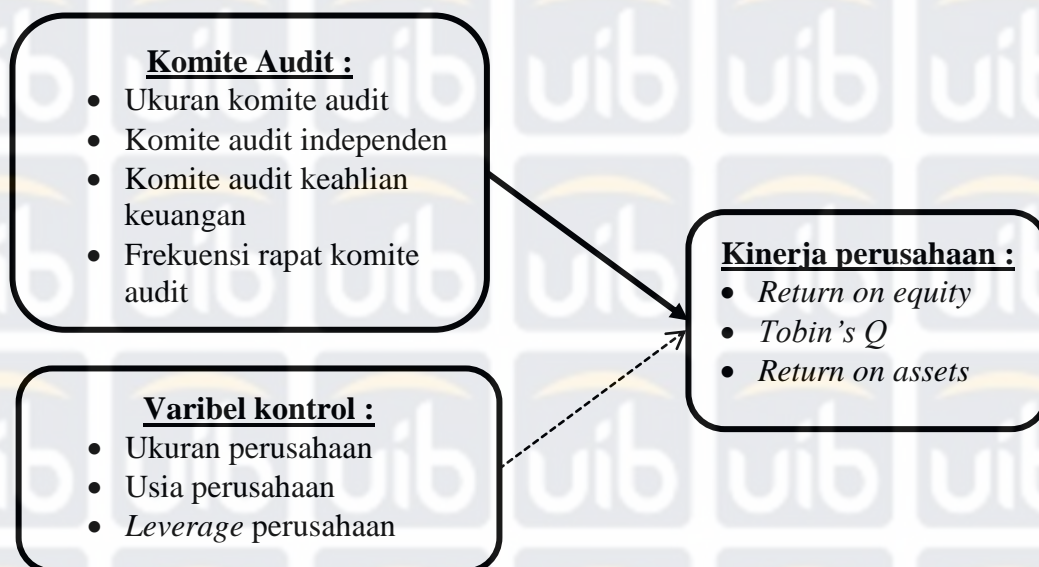 Komite Audit :
• Ukuran komite audit
• Komite audit independen
• Komite audit keahlian
keuangan
• Frekuensi rapat komite
audit
Kinerja perusahaan :
• Return on equity
• Tobin's Q
• Return on assets
Varibel kontrol :
• Ukuran perusahaan
• Usia perusahaan
• Leverage perusahaan
uib